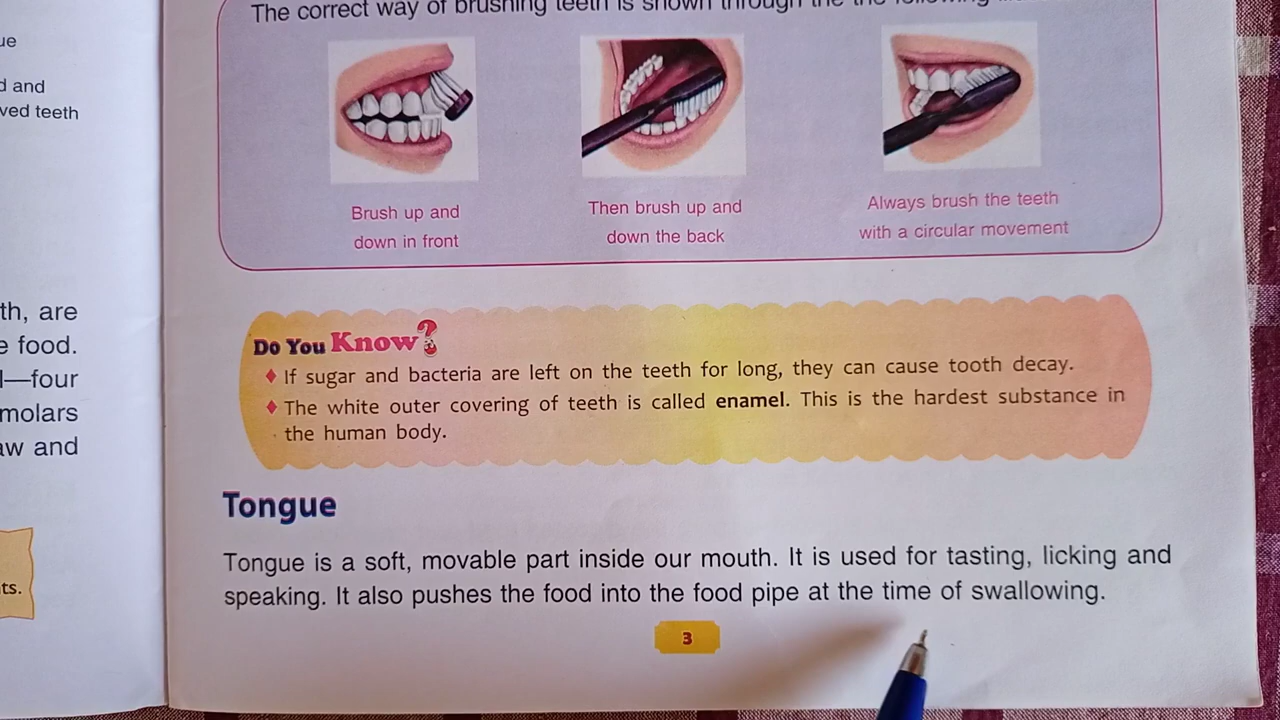 ue
d and
ved teeth
th, are
e food.
l—four
molars
aw and
ts.
The correct way of brushing teeth is shown through the the following
Brush up and
down in front
Then brush up and
down the back
Always brush the teeth
with a circular movement
Do You Know?
♦ If sugar and bacteria are left on the teeth for long, they can cause tooth decay.
♦ The white outer covering of teeth is called enamel. This is the hardest substance in
the human body.
Tongue
Tongue is a soft, movable part inside our mouth. It is used for tasting, licking and
speaking. It also pushes the food into the food pipe at the time of swallowing.
3